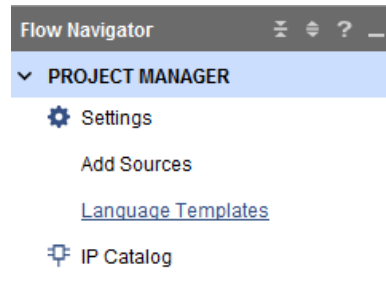 Flow Navigator ?
PROJECT MANAGER
Settings
Add Sources
Language Templates
IP Catalog